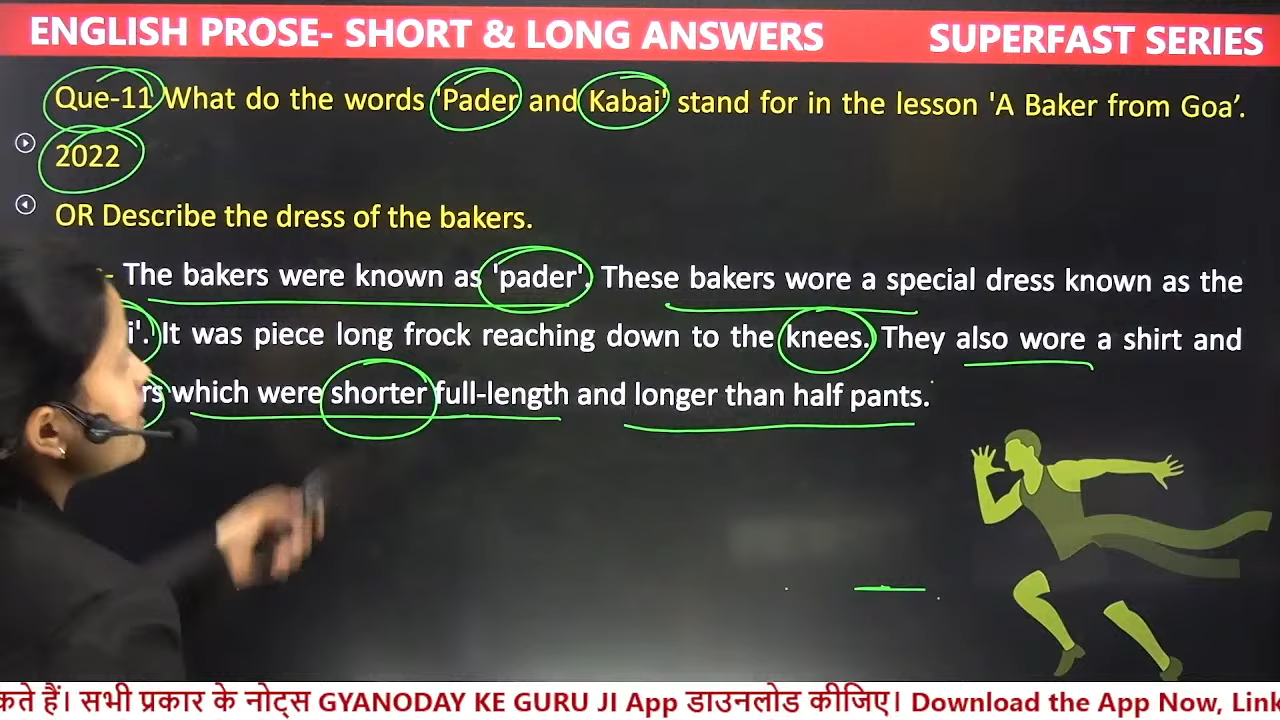 ENGLISH PROSE- SHORT & LONG ANSWERS SUPERFAST SERIES
Que-11 What do the words 'Pader and Kabai' stand for in the lesson 'A Baker from Goa’.
2022
OR Describe the dress of the bakers.
- The bakers were known as 'pader'. These bakers wore a special dress known as the
i'. It was piece long frock reaching down to the knees. They also wore a shirt and
rs which were shorter full-length and longer than half pants.
कते हैं। सभी प्रकार के नोट्स GYANODAY KE GURU JI App डाउनलोड कीजिए। Download the App Now, Link